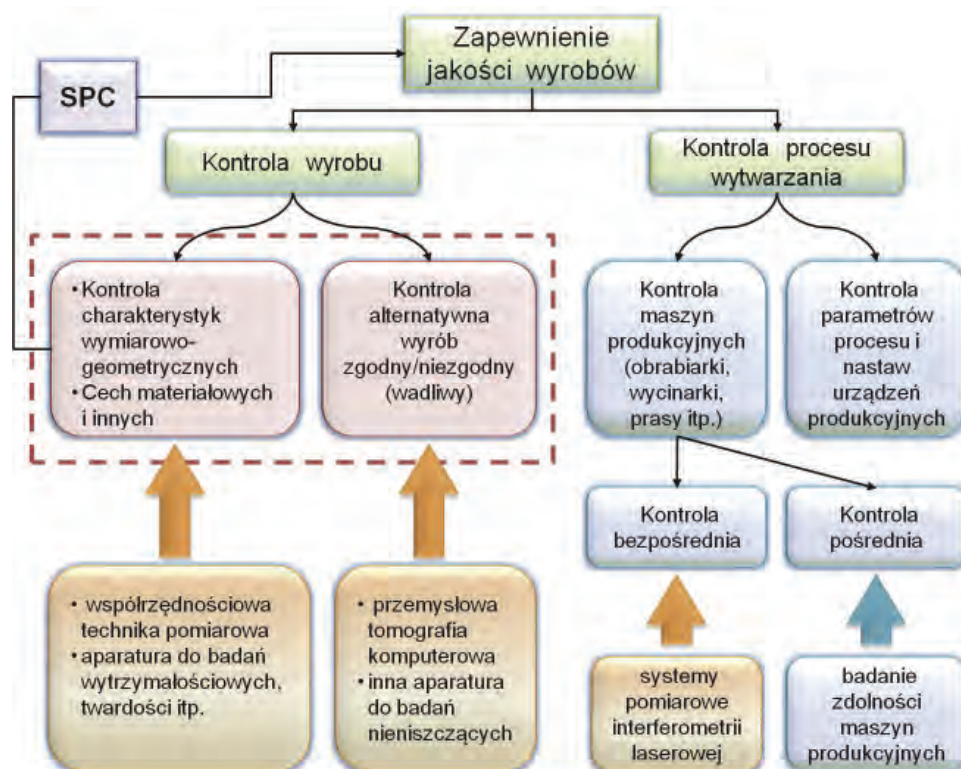 Zapewnienie
jakości wyrobów
SPC
Kontrola wyrobu
Kontrola procesu
wytwarzania
• Kontrola
charakterystyk
wymiarowo-
geometrycznych
• Cech materiałowych
i innych
Kontrola
alternatywna
wyrób
zgodny/niezgodny
(wadliwy)
Kontrola
maszyn
produkcyjnych
(obrabiarki,
wycinarki,
prasy itp.)
Kontrola
parametrów
procesu i
nastaw
urządzeń
produkcyjnych
Kontrola
bezpośrednia
Kontrola
pośrednia
• współrzędnościowa
technika pomiarowa
• aparatura do badań
wytrzymałościowych,
twardości itp.
• przemysłowa
tomografia
komputerowa
• inna aparatura
do badań
nieniszczących
systemy
pomiarowe
interferometrii
laserowej
badanie
zdolności
maszyn
produkcyjnych